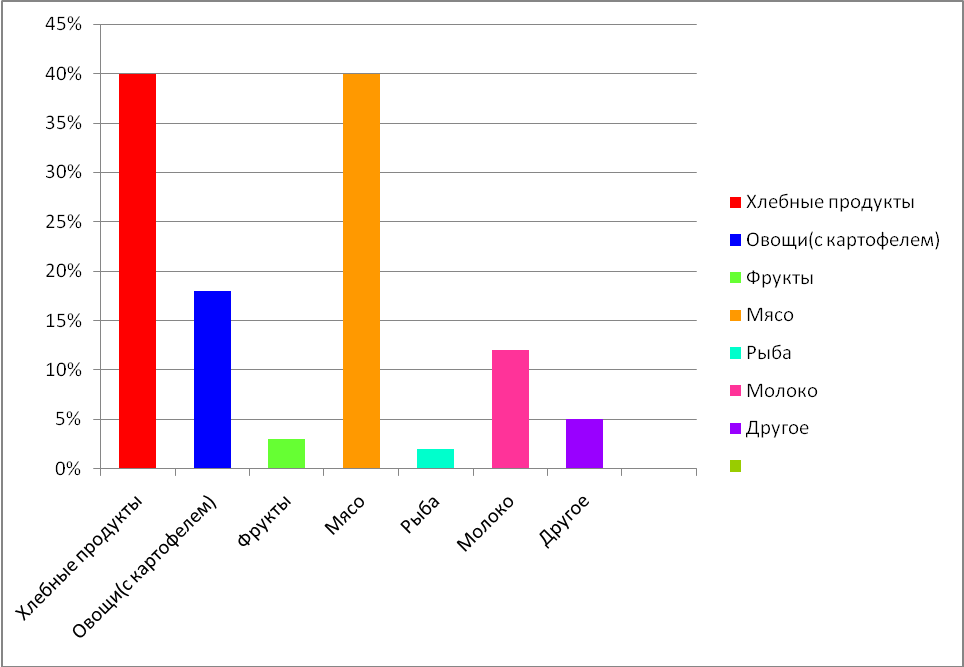 45%
40%
35%
30%
25%
20%
15%
10%
5%
0%
Хлебные продукты
Овощи(с картофелем)
Фрукты
Мясо
Рыба
Молоко
Другое
Хлебные продукты
Овощи(с картофелем)
Фрукты
Мясо
Рыба
Молоко
Другое